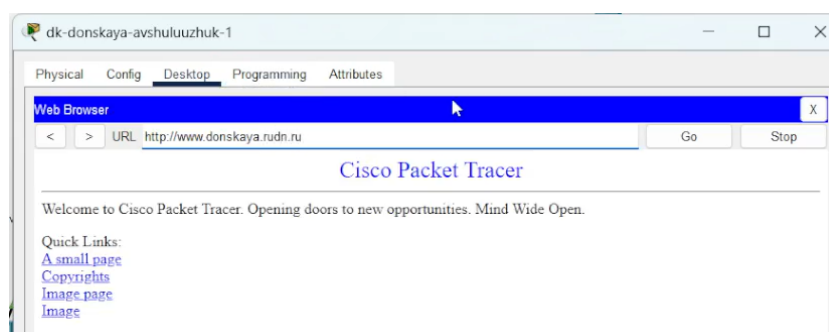 dk-donskaya-avshuluuzhuk-1
Physical Config Desktop Programming Attributes
Web Browser X
< > URL http://www.donskaya.rudn.ru Go Stop
Cisco Packet Tracer
Welcome to Cisco Packet Tracer. Opening doors to new opportunities. Mind Wide Open.
Quick Links:
A small page
Copyrights
Image page
Image